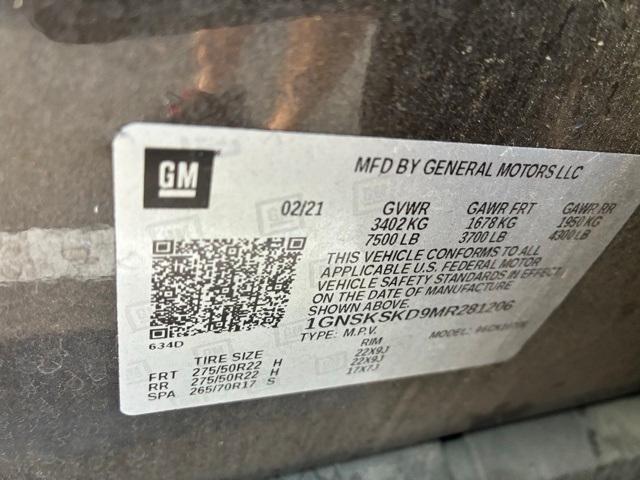 GM
MFD BY GENERAL MOTORS LLC
02/21 GVWR GAWR FRT GAWR RR
3402 KG 1678 KG 1950 KG
7500 LB 3700 LB 4300 LB
THIS VEHICLE CONFORMS TO ALL
APPLICABLE U.S. FEDERAL MOTOR
VEHICLE SAFETY STANDARDS IN EFFECT
ON THE DATE OF MANUFACTURE
SHOWN ABOVE.
1GNSKSKD9MR281206
TYPE: M.P.V. MODEL:
634D
TIRE SIZE RIM
FRT 275/50R22 H 22X9J
RR 275/50R22 H 22X9J
SPA 265/70R17 S 17X7J